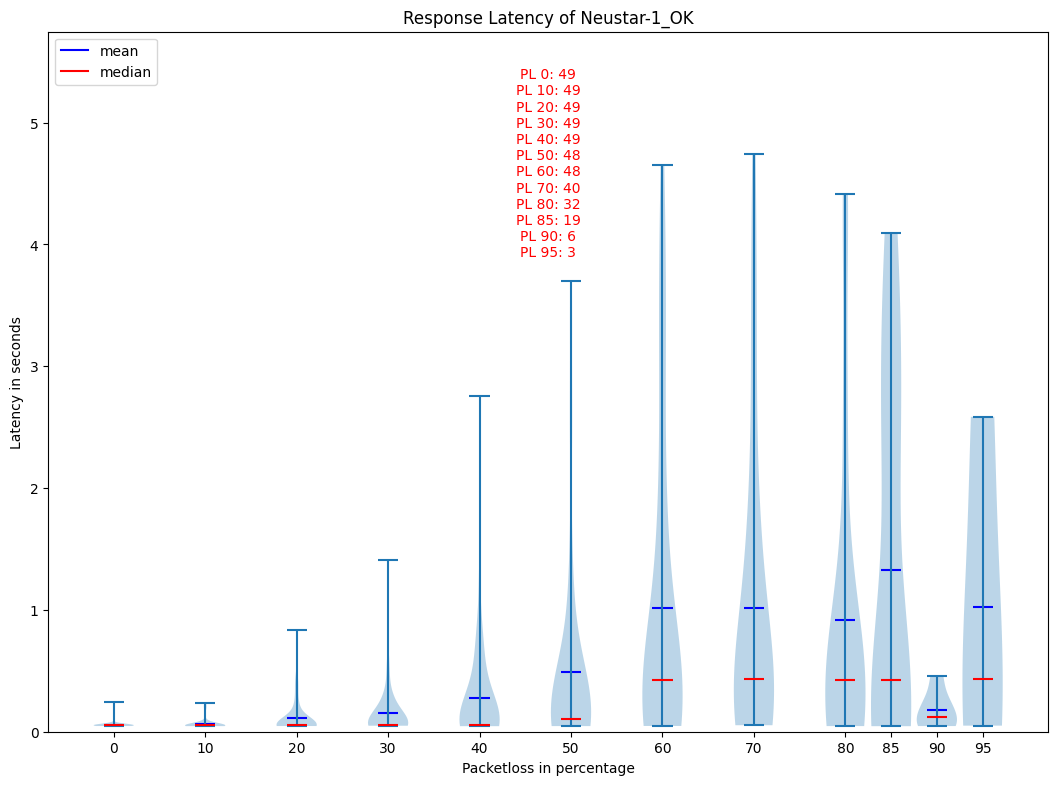 Response Latency of Neustar-1_OK
mean
median
PL 0: 49
PL 10: 49
PL 20: 49
PL 30: 49
PL 40: 49
PL 50: 48
PL 60: 48
PL 70: 40
PL 80: 32
PL 85: 19
PL 90: 6
PL 95: 3
Latency in seconds
5
4
3
2
1
0
0 10 20 30 40 50 60 70 80 85 90 95
Packetloss in percentage